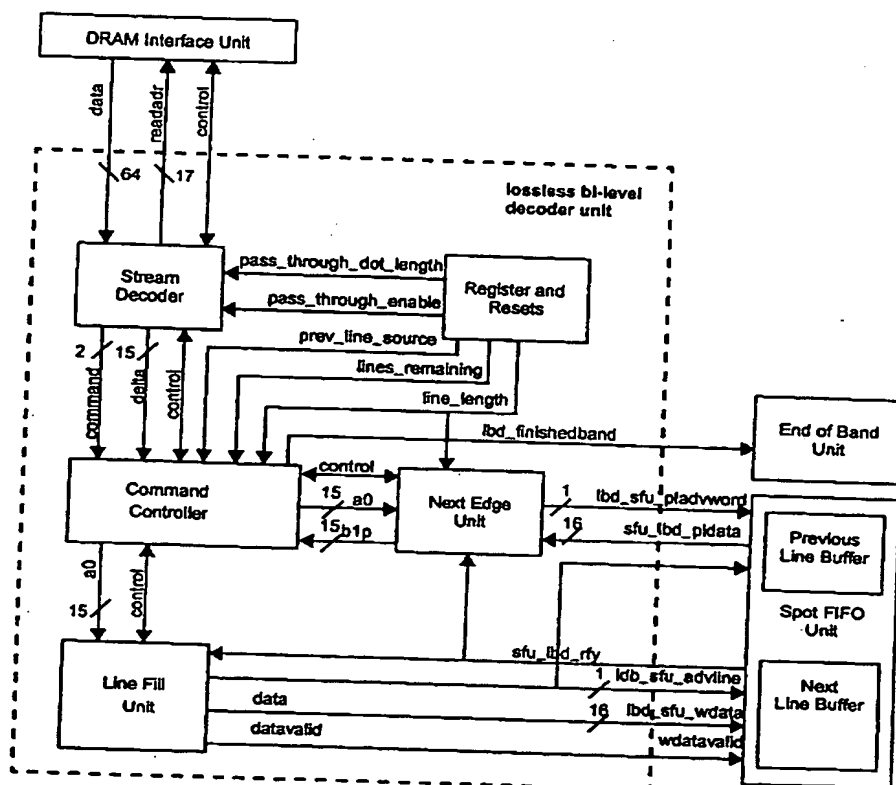 DRAM Interface Unit
data
readadr
control
64
17
lossless bi-level
decoder unit
Stream
Decoder
pass_through_dot_length
pass_through_enable
Register and
Resets
prev_line_source
lines_remaining
line_length
2
15
command
delta
control
lbd_finishedband
End of Band
Unit
Command
Controller
control
15
a0
15
b1p
Next Edge
Unit
1
lbd_sfu_pladvword
16
sfu_lbd_pldata
Previous
Line Buffer
Spot FIFO
Unit
a0
15
control
Line Fill
Unit
sfu_lbd_rfy
1
ldb_sfu_advline
data
16
lbd_sfu_wdata
datavalid
wdatavalid
Next
Line Buffer